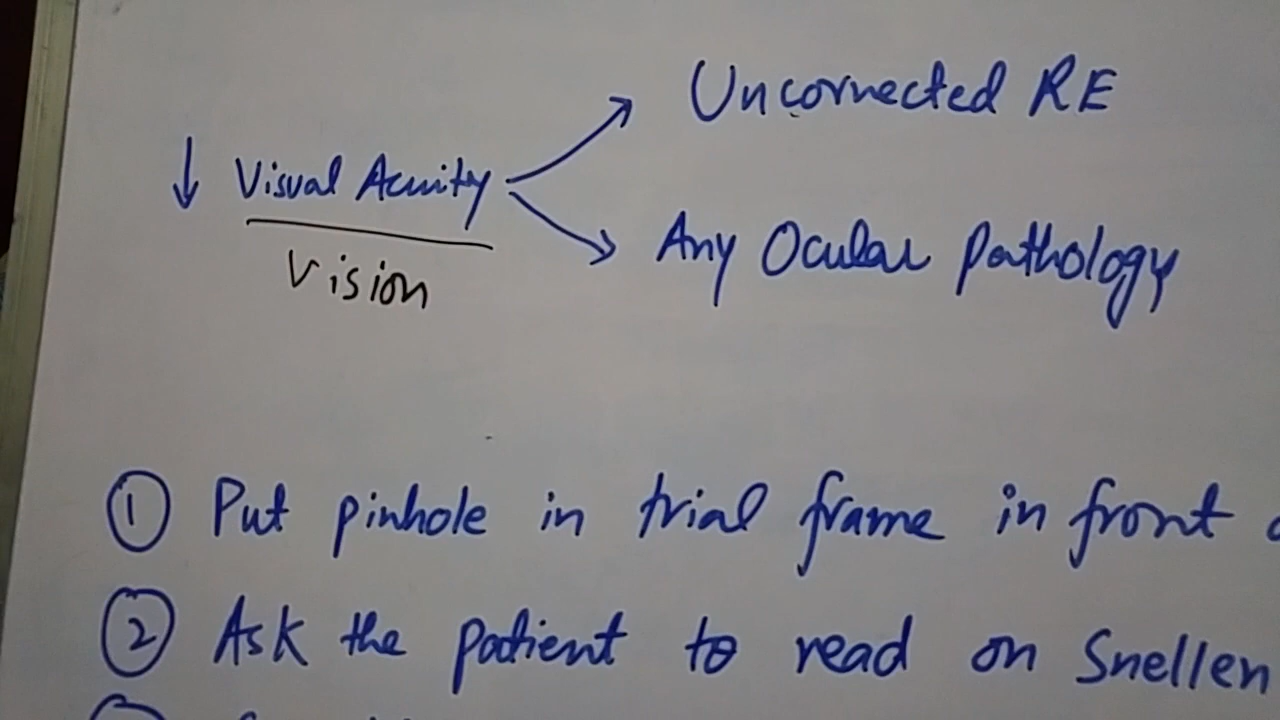 Uncorrected RE
↓ Visual Acuity
Vision
Any Ocular Pathology
① Put pinhole in trial frame in front
② Ask the patient to read on Snellen